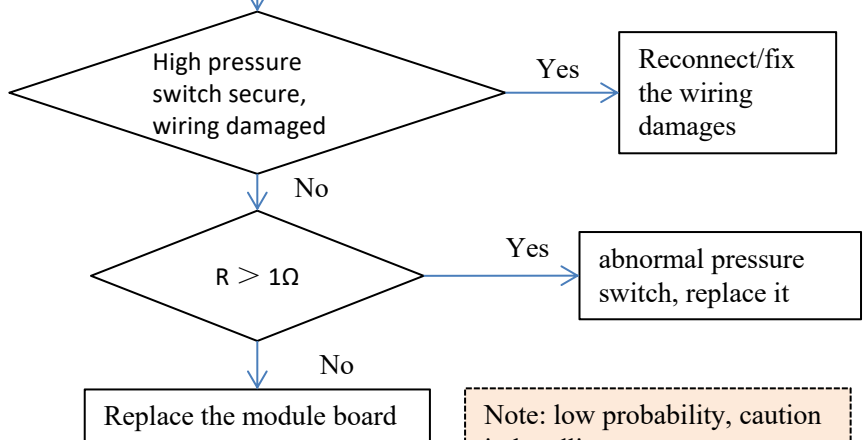 High pressure
switch secure,
wiring damaged
Yes
Reconnect/fix
the wiring
damages
No
R > 1Ω
Yes
abnormal pressure
switch, replace it
No
Replace the module board
Note: low probability, caution